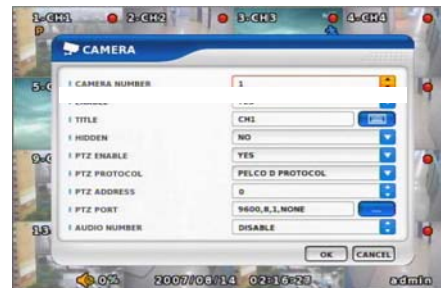 1-CH1 2-CH2 3-CH3 4-CH4
P
CAMERA
CAMERA NUMBER 1
TITLE CH1
HIDDEN NO
PTZ ENABLE YES
PTZ PROTOCOL PELCO D PROTOCOL
PTZ ADDRESS 0
PTZ PORT 9600,8,1,NONE ...
AUDIO NUMBER DISABLE
OK CANCEL
0% 2007/08/14 02:16:23 admin